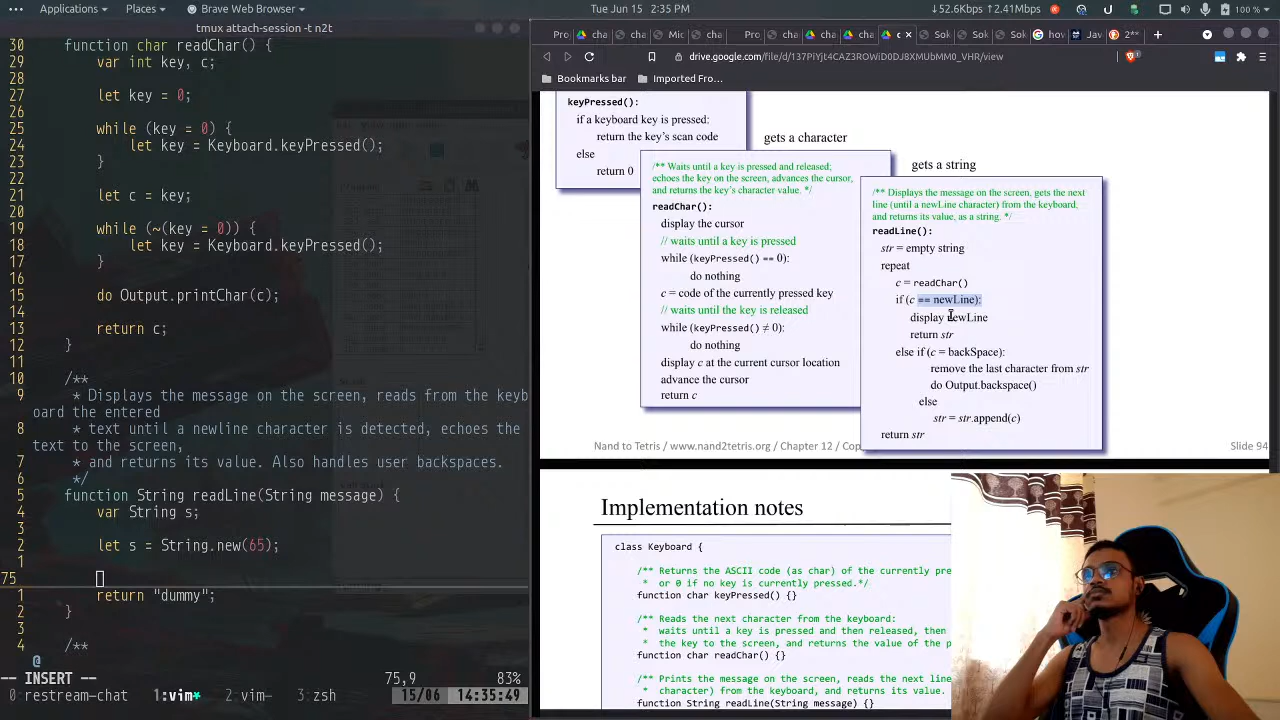 Applications
Places
Brave Web Browser
Tue Jun 15 2:35 PM
52.6Kbps
2.41Mbps
100 %
tmux attach-session -t n2t
30 function char readChar() {
29 var int key, c;
28
27 let key = 0;
26
25 while (key = 0) {
24 let key = Keyboard.keyPressed();
23 }
22
21 let c = key;
20
19 while (~(key = 0)) {
18 let key = Keyboard.keyPressed();
17 }
16
15 do Output.printChar(c);
14
13 return c;
12 }
11
10 /**
9 * Displays the message on the screen, reads from the keyb
oard the entered
8 * text until a newline character is detected, echoes the
text to the screen,
7 * and returns its value. Also handles user backspaces.
6 */
5 function String readLine(String message) {
4 var String s;
3
2 let s = String.new(65);
1
75
1 return "dummy";
2 }
3
4 /**
@
-- INSERT --
75,9
83%
0 restream-chat 1:vim* 2 vim- 3 zsh
15/06 14:35:49
drive.google.com/file/d/137PiYjt4CAZ3ROWiD0DJ8XMUbMM0_VHR/view
Bookmarks bar
Imported Fro…
keyPressed():
if a keyboard key is pressed:
return the key's scan code
else
return 0
gets a character
/** Waits until a key is pressed and released;
echoes the key on the screen, advances the cursor,
and returns the key's character value. */
readChar():
display the cursor
// waits until a key is pressed
while (keyPressed() == 0):
do nothing
c = code of the currently pressed key
// waits until the key is released
while (keyPressed() ≠ 0):
do nothing
display c at the current cursor location
advance the cursor
return c
gets a string
/** Displays the message on the screen, gets the next
line (until a newLine character) from the keyboard,
and returns its value, as a string. */
readLine():
str = empty string
repeat
c = readChar()
if (c == newLine):
display newLine
return str
else if (c = backSpace):
remove the last character from str
do Output.backspace()
else
str = str.append(c)
return str
Nand to Tetris / www.nand2tetris.org / Chapter 12 / Cop
Slide 94
Implementation notes
class Keyboard {
/** Returns the ASCII code (as char) of the currently pre
* or 0 if no key is currently pressed.*/
function char keyPressed() {}
/** Reads the next character from the keyboard:
* waits until a key is pressed and then released, then
* the key to the screen, and returns the value of the p
function char readChar() {}
/** Prints the message on the screen, reads the next line
* character) from the keyboard, and returns its value.
function String readLine(String message) {}